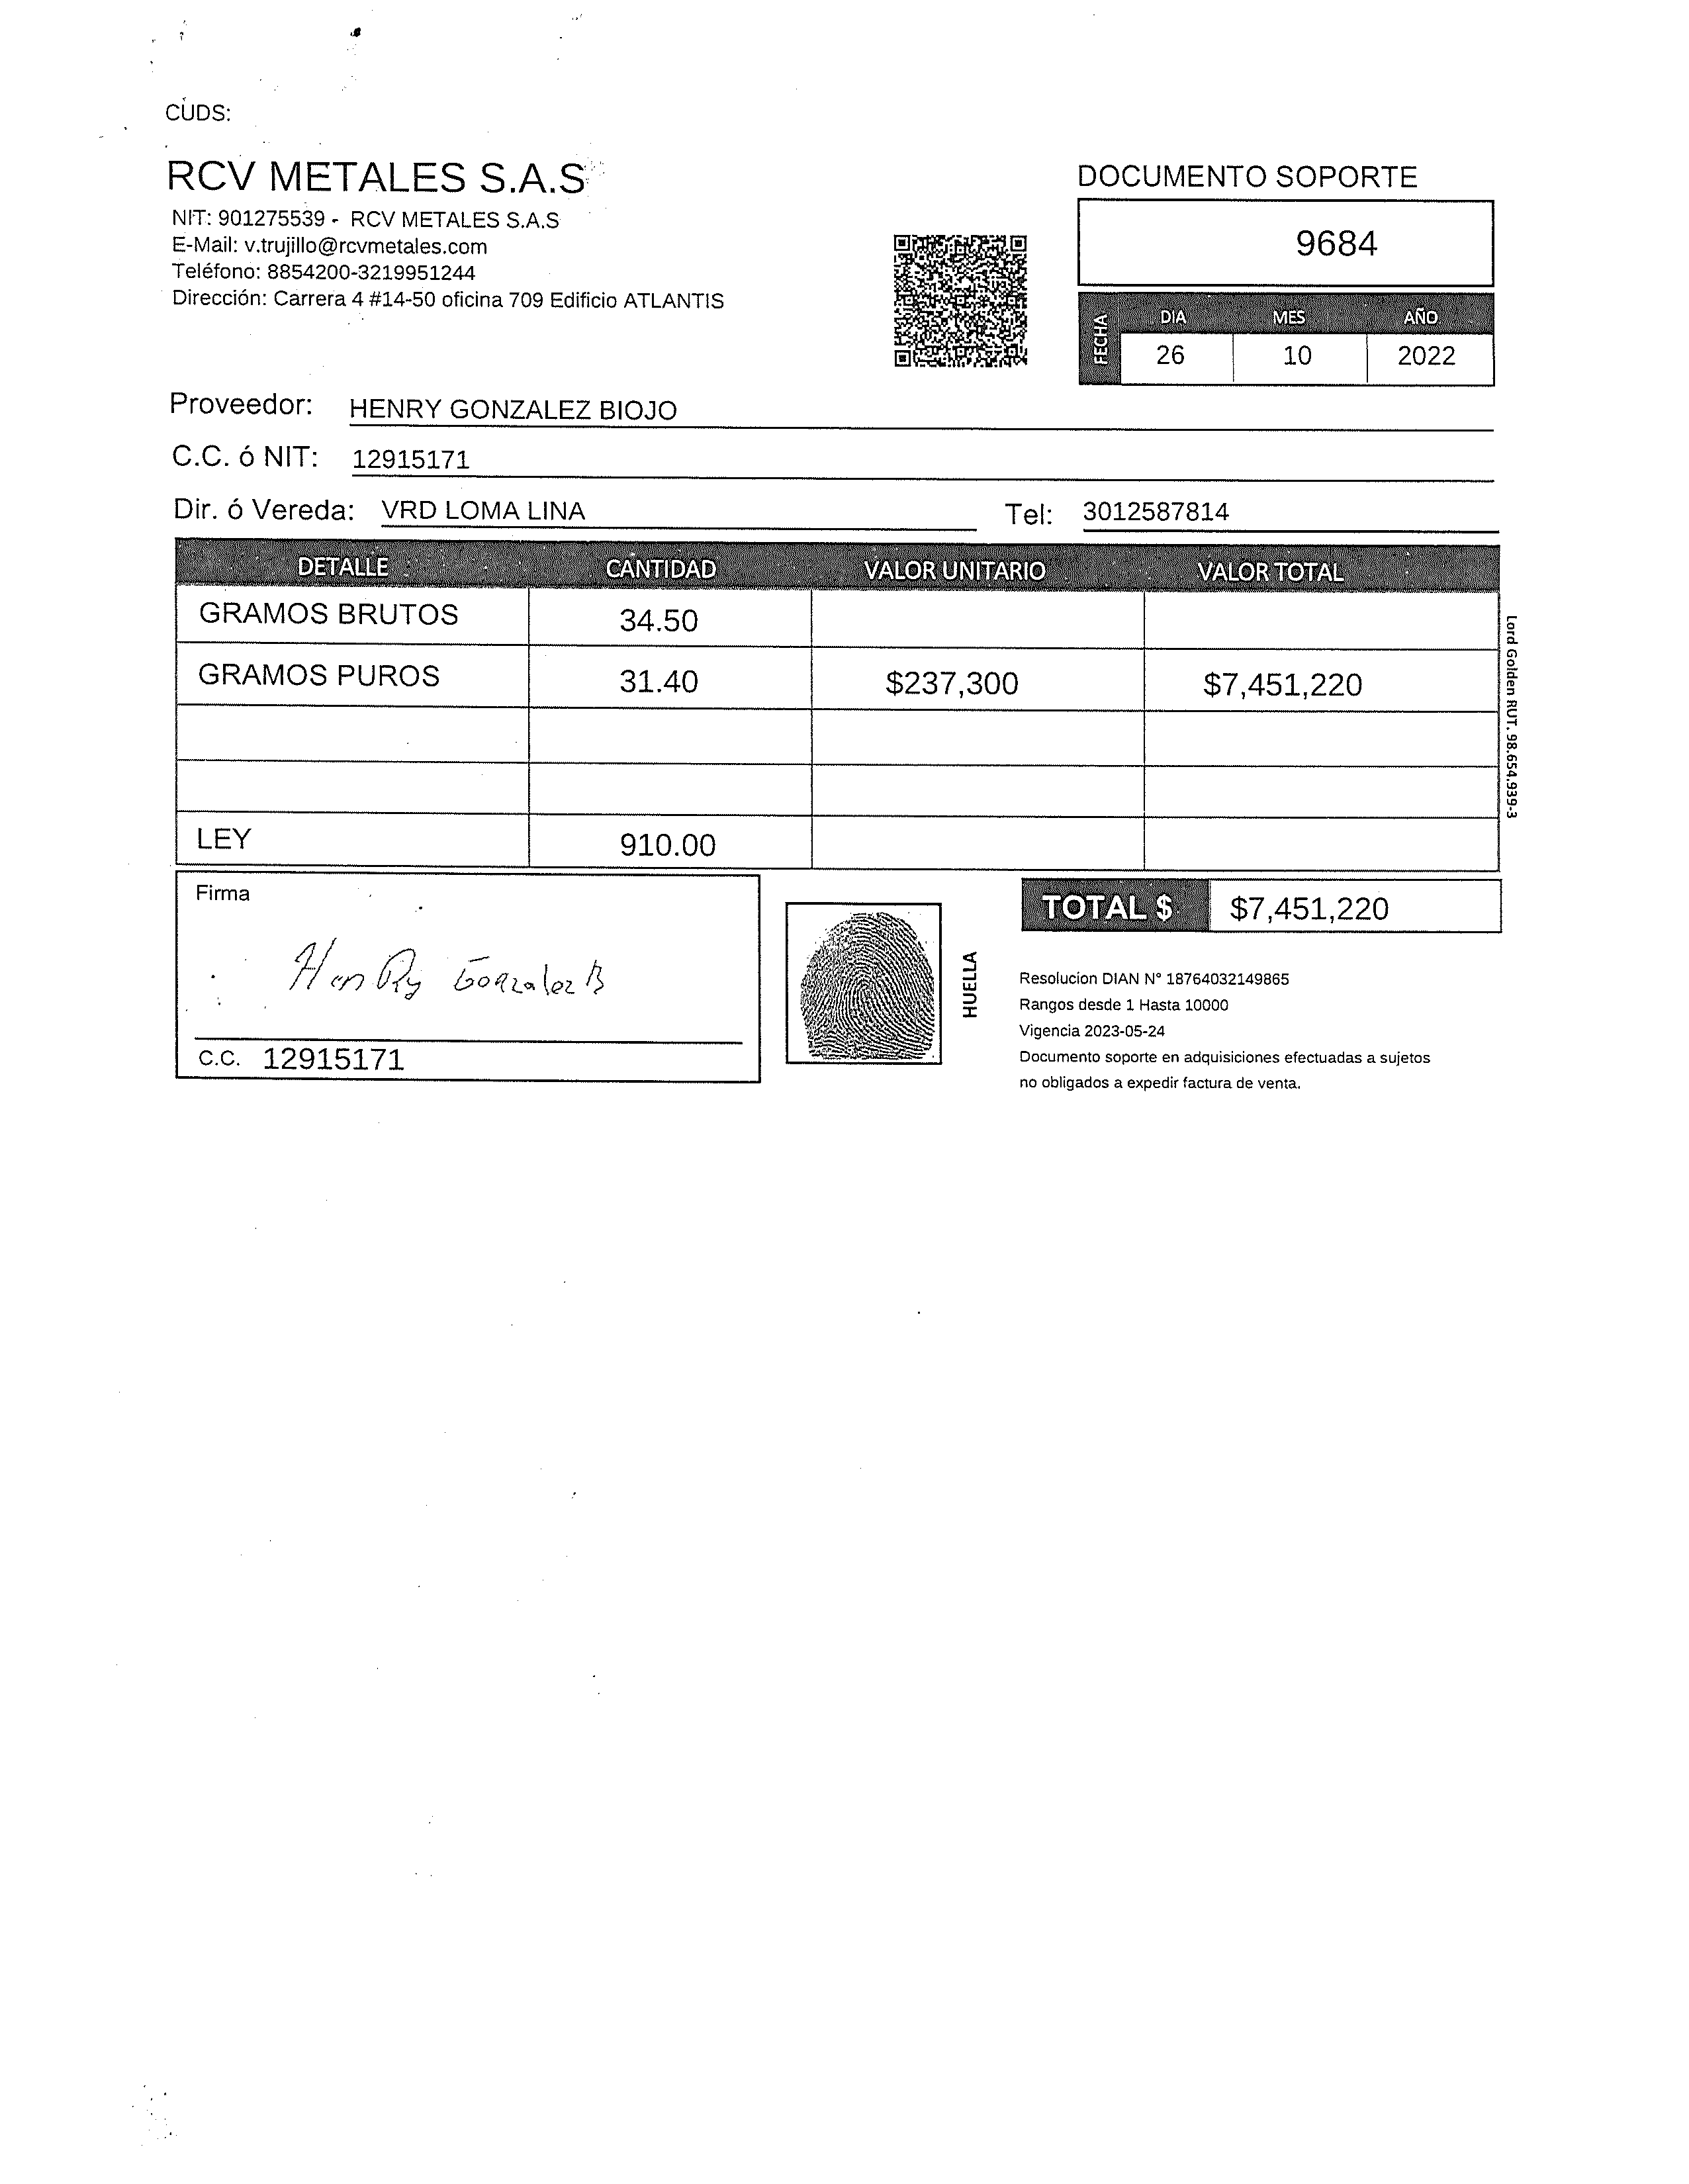 CUDS:
RCV METALES S.A.S
NIT: 901275539 - RCV METALES S.A.S
E-Mail: v.trujillo@rcvmetales.com
Teléfono: 8854200-3219951244
Dirección: Carrera 4 #14-50 oficina 709 Edificio ATLANTIS
DOCUMENTO SOPORTE
9684
FECHA
DIA MES AÑO
26 10 2022
Proveedor: HENRY GONZALEZ BIOJO
C.C. ó NIT: 12915171
Dir. ó Vereda: VRD LOMA LINA Tel: 3012587814
DETALLE CANTIDAD VALOR UNITARIO VALOR TOTAL
GRAMOS BRUTOS 34.50
GRAMOS PUROS 31.40 $237,300 $7,451,220
LEY 910.00
Lord Golden RUT. 98.654.939-3
Firma
HenRy Gonzalez B
C.C. 12915171
HUELLA
TOTAL $ $7,451,220
Resolucion DIAN N° 18764032149865
Rangos desde 1 Hasta 10000
Vigencia 2023-05-24
Documento soporte en adquisiciones efectuadas a sujetos
no obligados a expedir factura de venta.